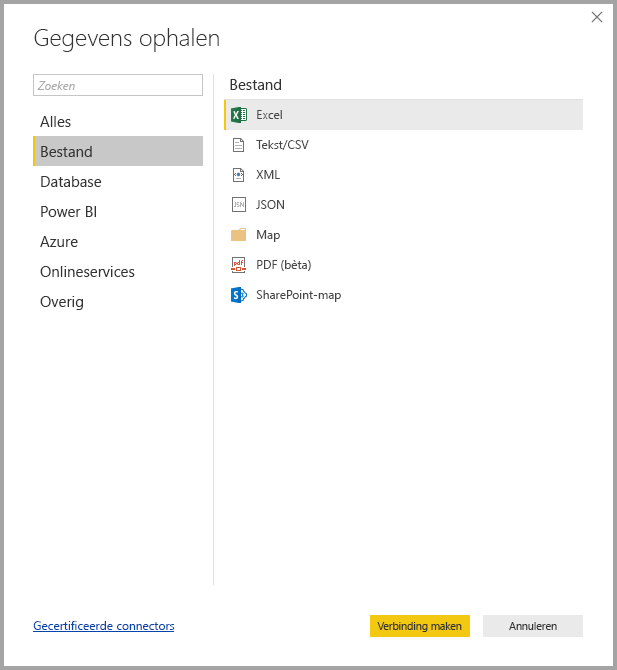 Gegevens ophalen
Zoeken
Alles
Bestand
Database
Power BI
Azure
Onlineservices
Overig
Bestand
Excel
Tekst/CSV
XML
JSON
Map
PDF (bèta)
SharePoint-map
Gecertificeerde connectors
Verbinding maken
Annuleren